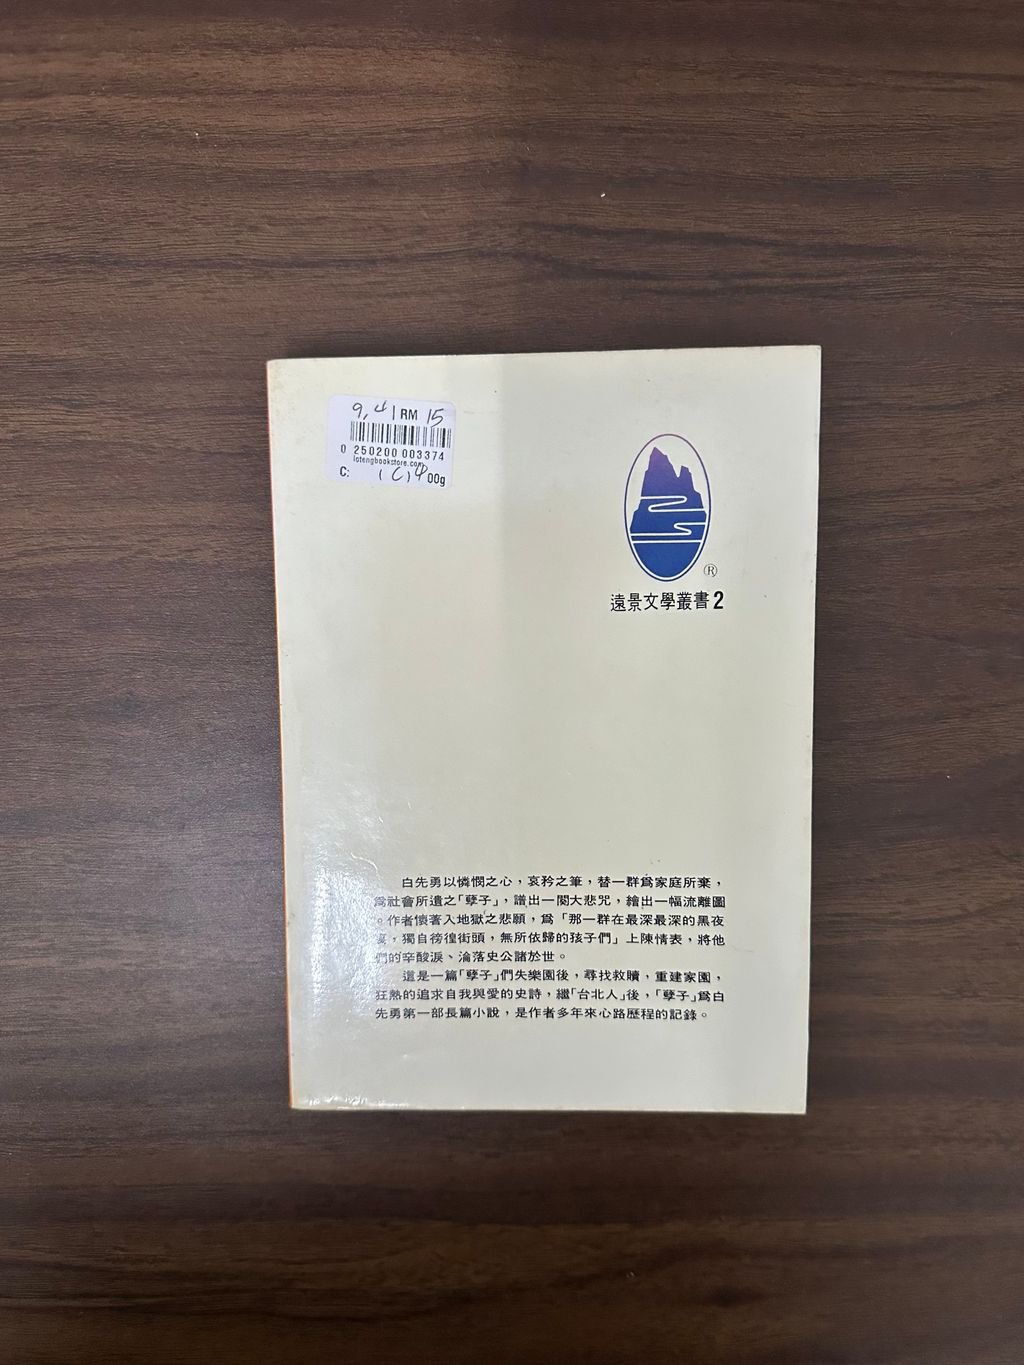 9.4 RM 15
0 250200 003374
lotengbookstore.com
C: 00g
®
遠景文學叢書2
白先勇以憐憫之心，哀矜之筆，替一群爲家庭所棄，
爲社會所遺之「孽子」，譜出一闋大悲咒，繪出一幅流離圖
。作者懷著入地獄之悲願，爲「那一群在最深最深的黑夜
裏，獨自徬徨街頭，無所依歸的孩子們」上陳情表，將他
們的辛酸淚、淪落史公諸於世。
這是一篇「孽子」們失樂園後，尋找救贖，重建家園，
狂熱的追求自我與愛的史詩，繼「台北人」後，「孽子」爲白
先勇第一部長篇小說，是作者多年來心路歷程的記錄。